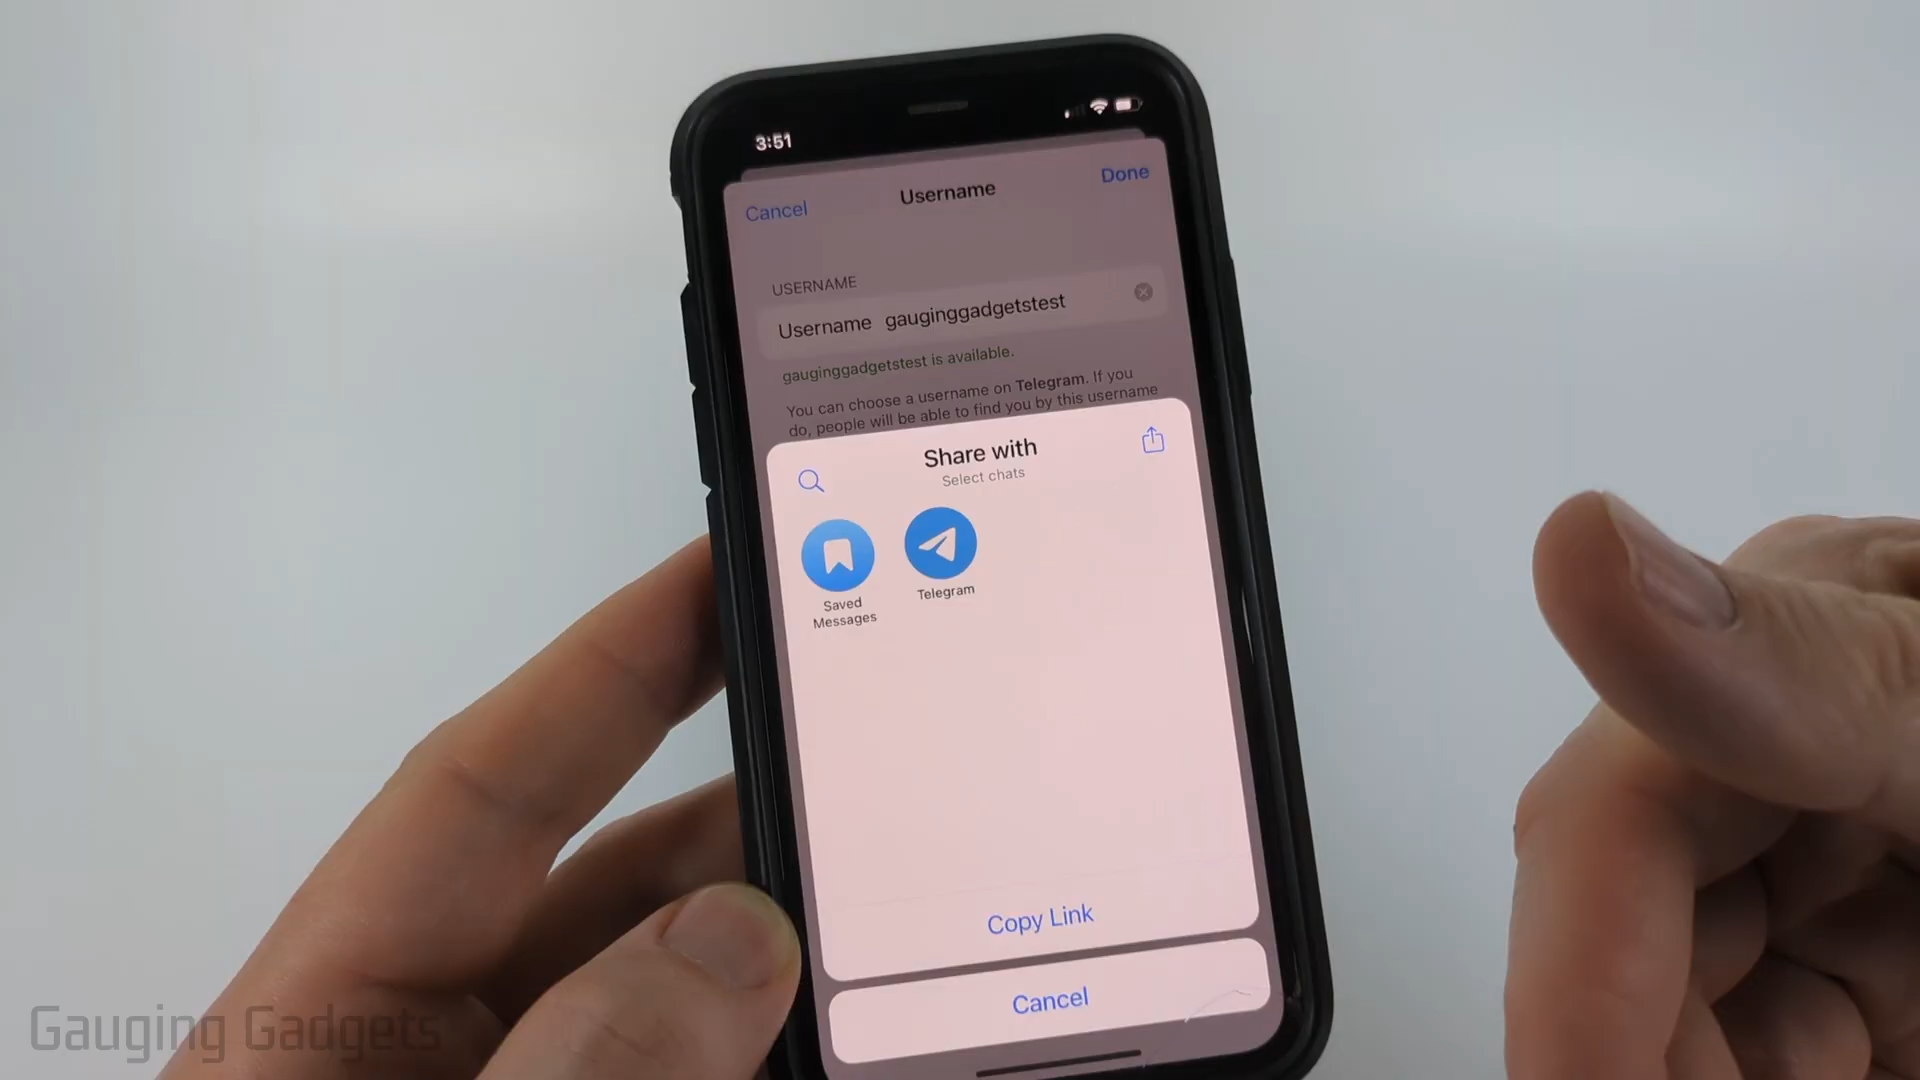 3:51
Cancel
Username
Done
USERNAME
Username gauginggadgetstest
gauginggadgetstest is available.
You can choose a username on Telegram. If you
do, people will be able to find you by this username
Share with
Select chats
Saved
Messages
Telegram
Copy Link
Cancel
Gauging Gadgets